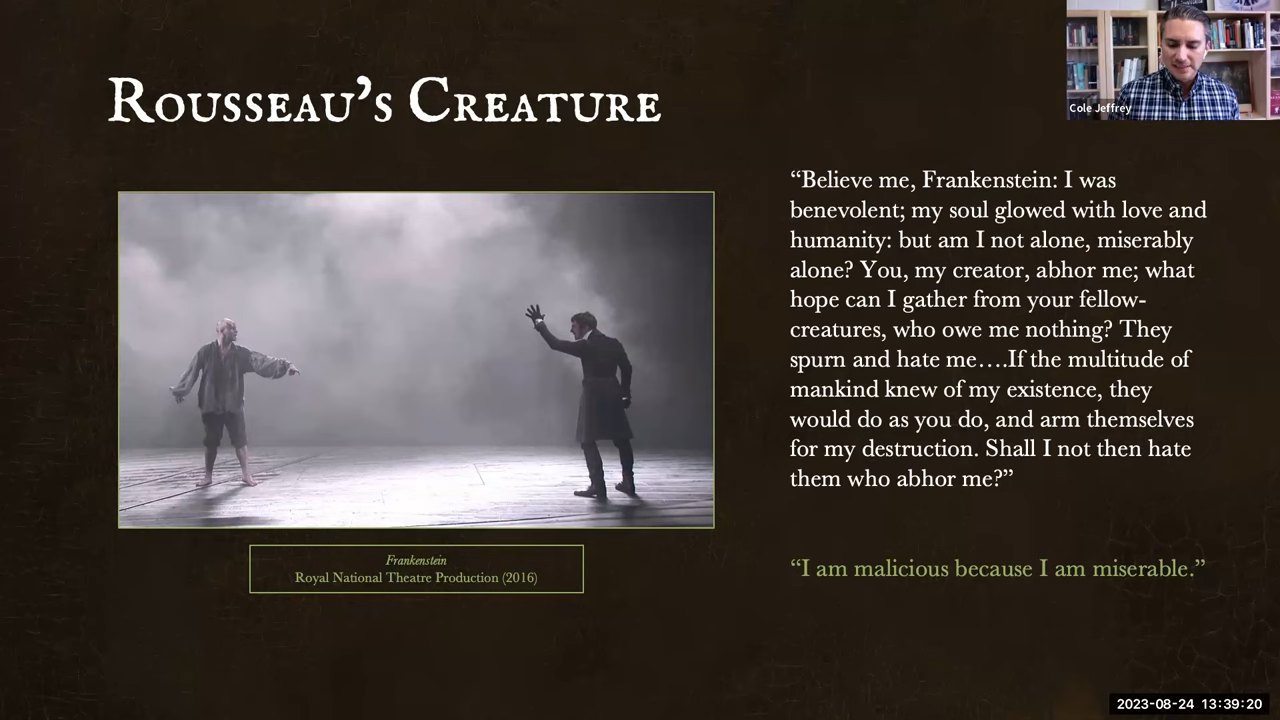 Rousseau's Creature
Cole Jeffrey
“Believe me, Frankenstein: I was
benevolent; my soul glowed with love and
humanity: but am I not alone, miserably
alone? You, my creator, abhor me; what
hope can I gather from your fellow-
creatures, who owe me nothing? They
spurn and hate me….If the multitude of
mankind knew of my existence, they
would do as you do, and arm themselves
for my destruction. Shall I not then hate
them who abhor me?”
Frankenstein
Royal National Theatre Production (2016)
“I am malicious because I am miserable.”
2023-08-24 13:39:20